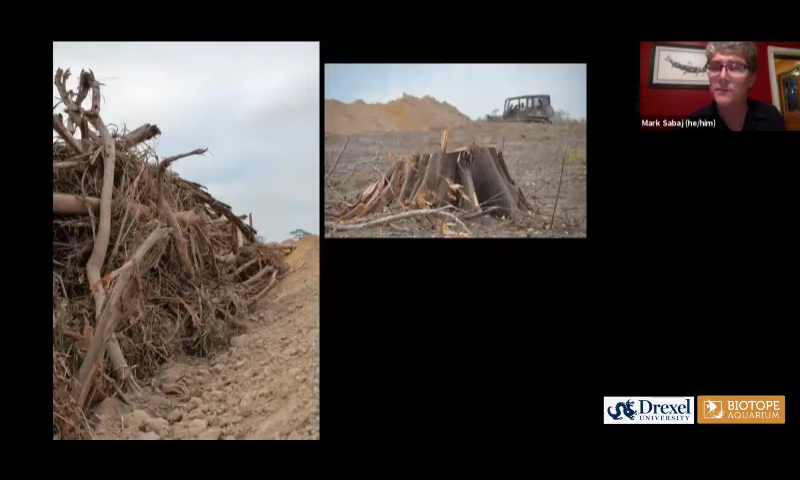 Mark Sabaj (he/him)
Drexel
UNIVERSITY
BIOTOPE
AQUARIUM